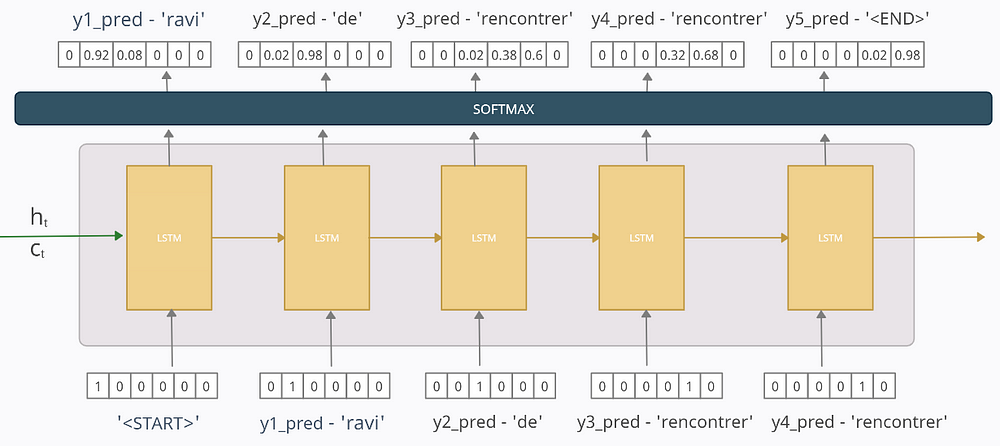 y1_pred - 'ravi' y2_pred - 'de' y3_pred - 'rencontrer' y4_pred - 'rencontrer' y5_pred - '<END>'
0 0.92 0.08 0 0 0 0 0.02 0.98 0 0 0 0 0 0.02 0.38 0.6 0 0 0 0 0.32 0.68 0 0 0 0 0 0.02 0.98
SOFTMAX
LSTM LSTM LSTM LSTM LSTM
ht
ct
1 0 0 0 0 0 0 1 0 0 0 0 0 0 1 0 0 0 0 0 0 0 1 0 0 0 0 0 1 0
'<START>' y1_pred - 'ravi' y2_pred - 'de' y3_pred - 'rencontrer' y4_pred - 'rencontrer'